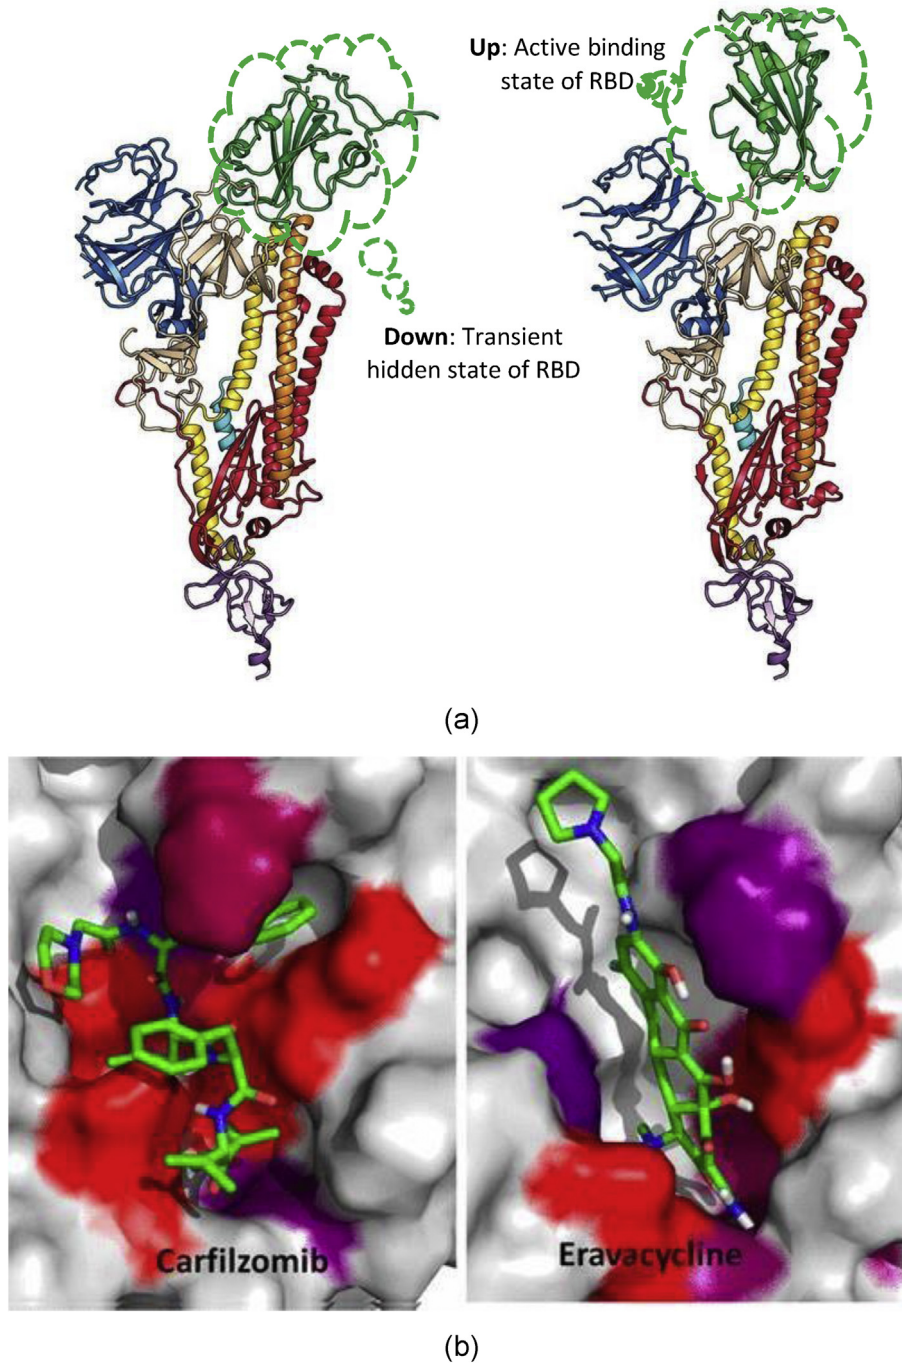 Up: Active binding
state of RBD
Down: Transient
hidden state of RBD
(a)
Carfilzomib
Eravacycline
(b)